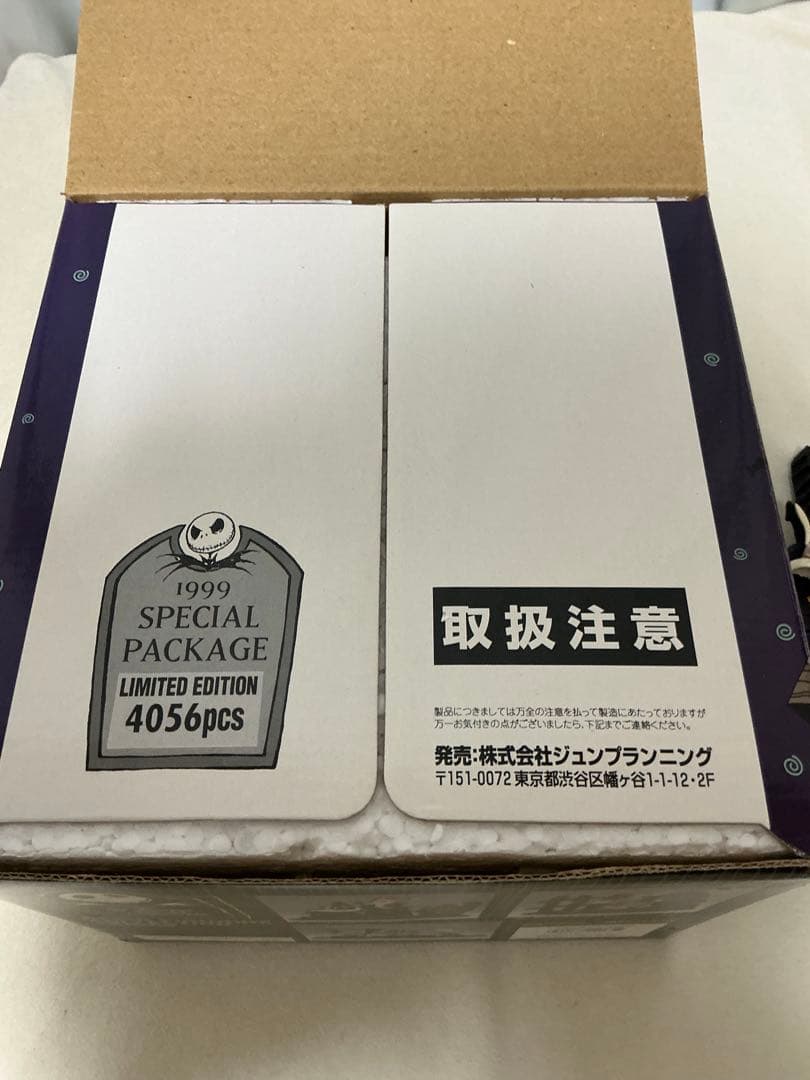 1999
SPECIAL
PACKAGE
LIMITED EDITION
4056pcs
取扱注意
製品につきましては万全の注意を払って製造にあたっておりますが
万一お気付きの点がございましたら、下記までご連絡ください。
発売:株式会社ジュンプランニング
〒151-0072 東京都渋谷区幡ヶ谷1-1-12・2F